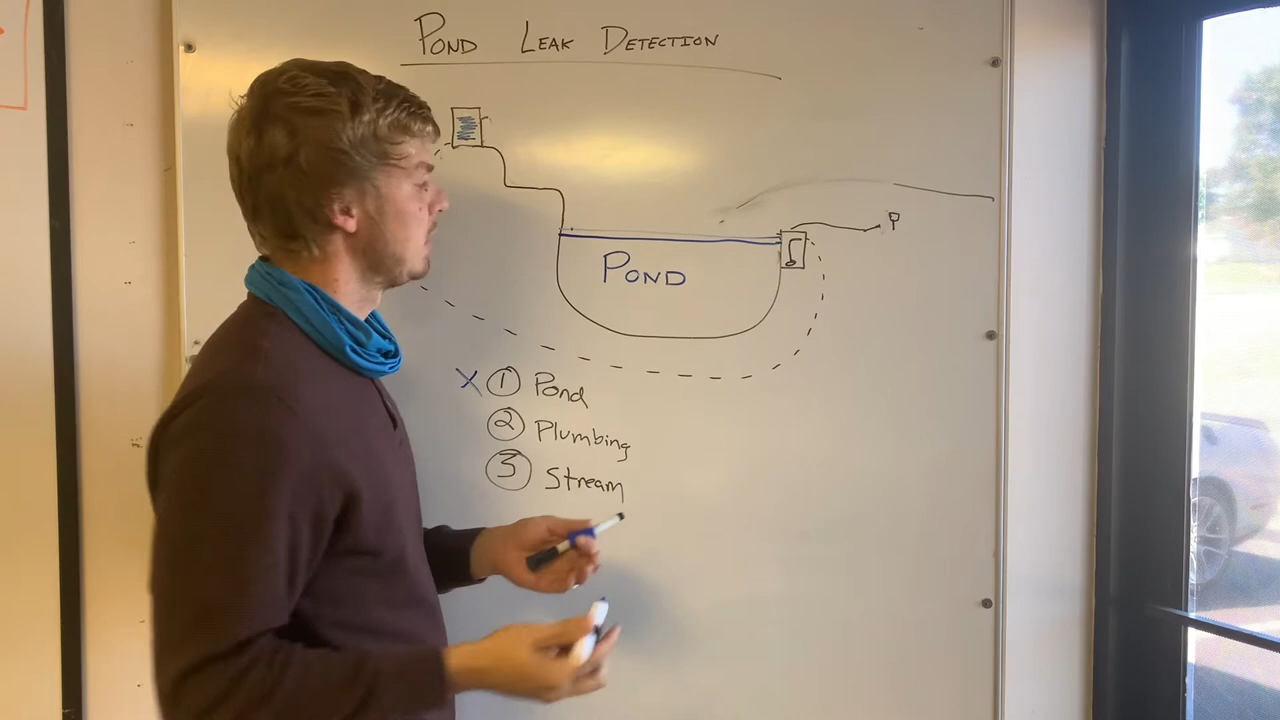 POND LEAK DETECTION
POND
X ① Pond
② Plumbing
③ Stream